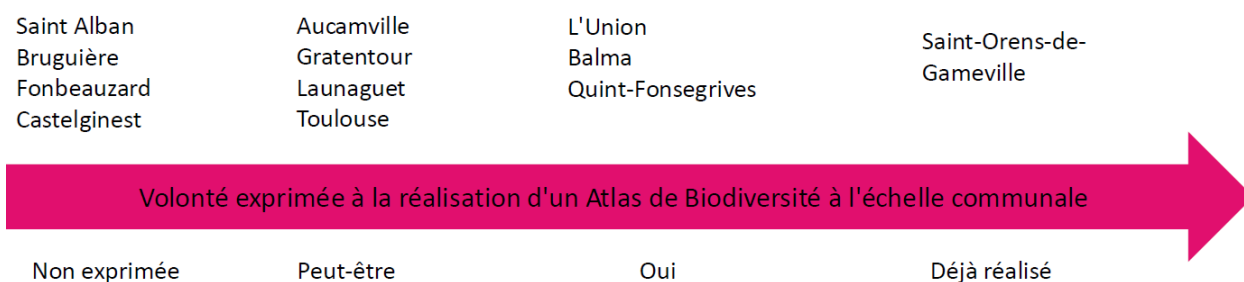 Saint Alban
Bruguière
Fonbeauzard
Castelginest
Aucamville
Gratentour
Launaguet
Toulouse
L'Union
Balma
Quint-Fonsegrives
Saint-Orens-de-
Gameville
Volonté exprimée à la réalisation d'un Atlas de Biodiversité à l'échelle communale
Non exprimée
Peut-être
Oui
Déjà réalisé